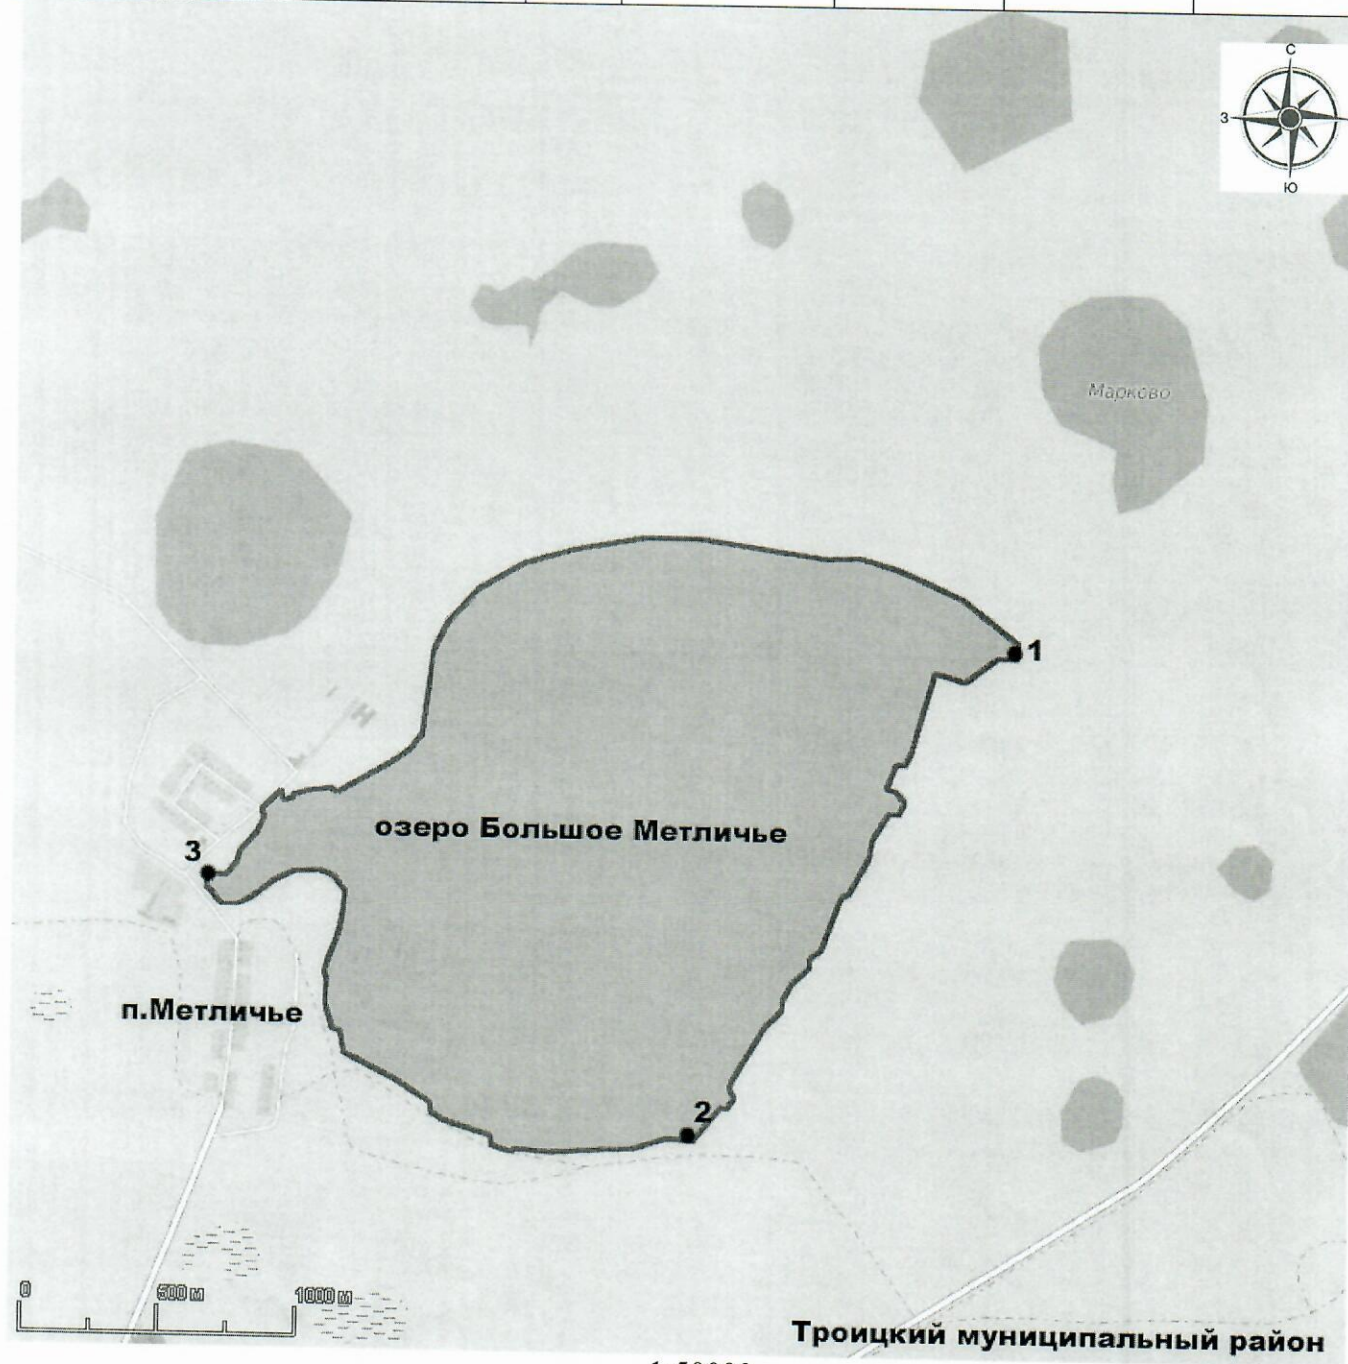 С
З
Ю
Марково
1
озеро Большое Метличье
3
п.Метличье
2
0 500 м 1000 м
Троицкий муниципальный район